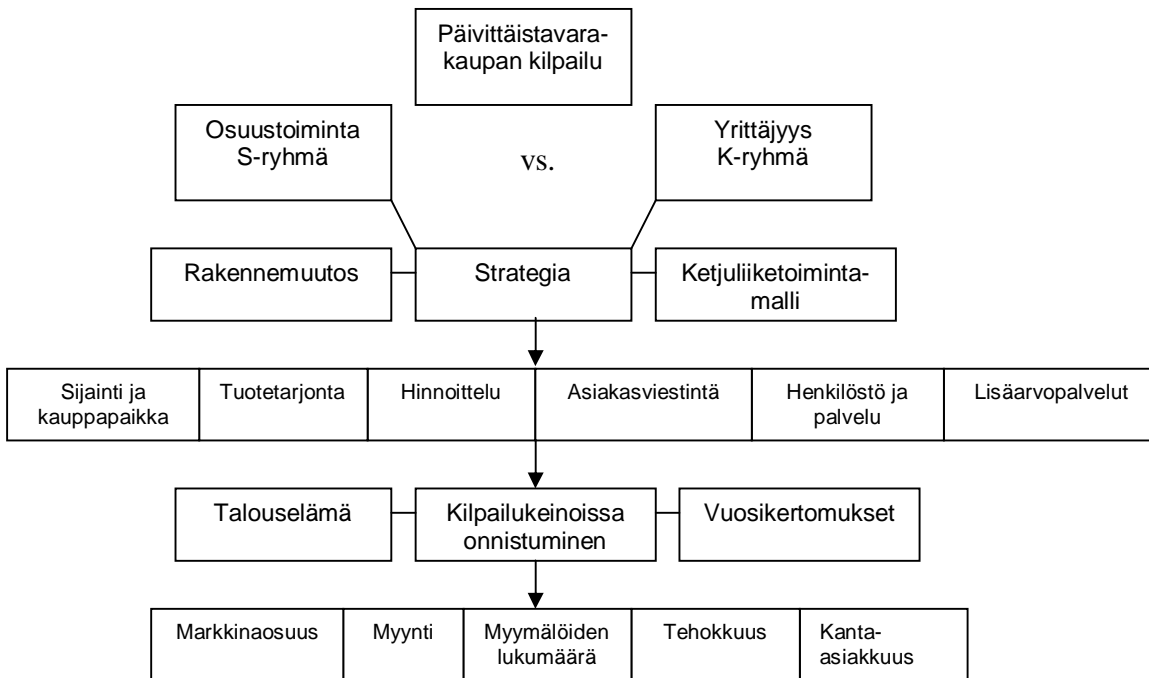 Päivittäistavara-
kaupan kilpailu
Osuustoiminta
S-ryhmä
vs.
Yrittäjyys
K-ryhmä
Rakennemuutos
Strategia
Ketjuliiketoiminta-
malli
Sijainti ja
kauppapaikka
Tuotetarjonta
Hinnoittelu
Asiakasviestintä
Henkilöstö ja
palvelu
Lisäarvopalvelut
Talouselämä
Kilpailukeinoissa
onnistuminen
Vuosikertomukset
Markkinaosuus
Myynti
Myymälöiden
lukumäärä
Tehokkuus
Kanta-
asiakkuus